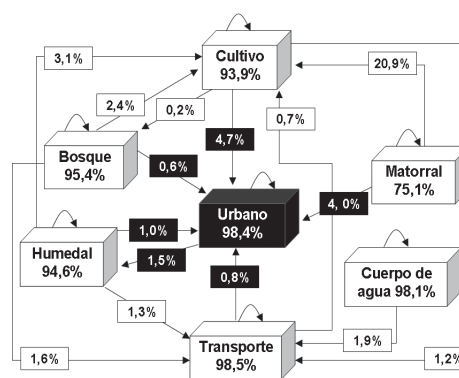 3,1%
Cultivo
93,9%
20,9%
2,4%
0,2%
0,7%
4,7%
Bosque
95,4%
0,6%
Matorral
75,1%
Urbano
98,4%
4, 0%
1,0%
Humedal
94,6%
1,5%
0,8%
Cuerpo de
agua 98,1%
1,3%
1,9%
Transporte
98,5%
1,6%
1,2%